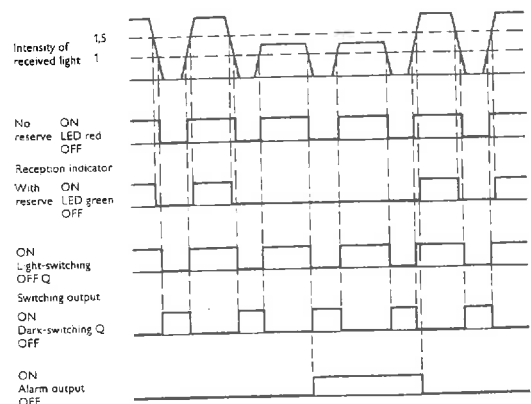 Intensity of
received light
1,5
1
No ON
reserve LED red
OFF
Reception indicator
With ON
reserve LED green
OFF
ON
Light-switching
OFF Q
Switching output
ON
Dark-switching Q
OFF
ON
Alarm output
OFF